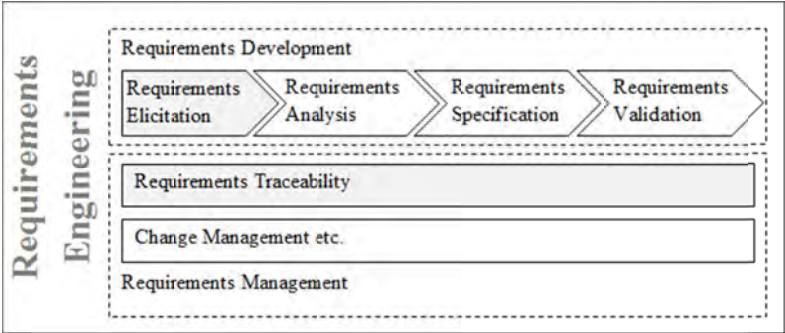 Requirements
Engineering
Requirements Development
Requirements
Elicitation
Requirements
Analysis
Requirements
Specification
Requirements
Validation
Requirements Traceability
Change Management etc.
Requirements Management